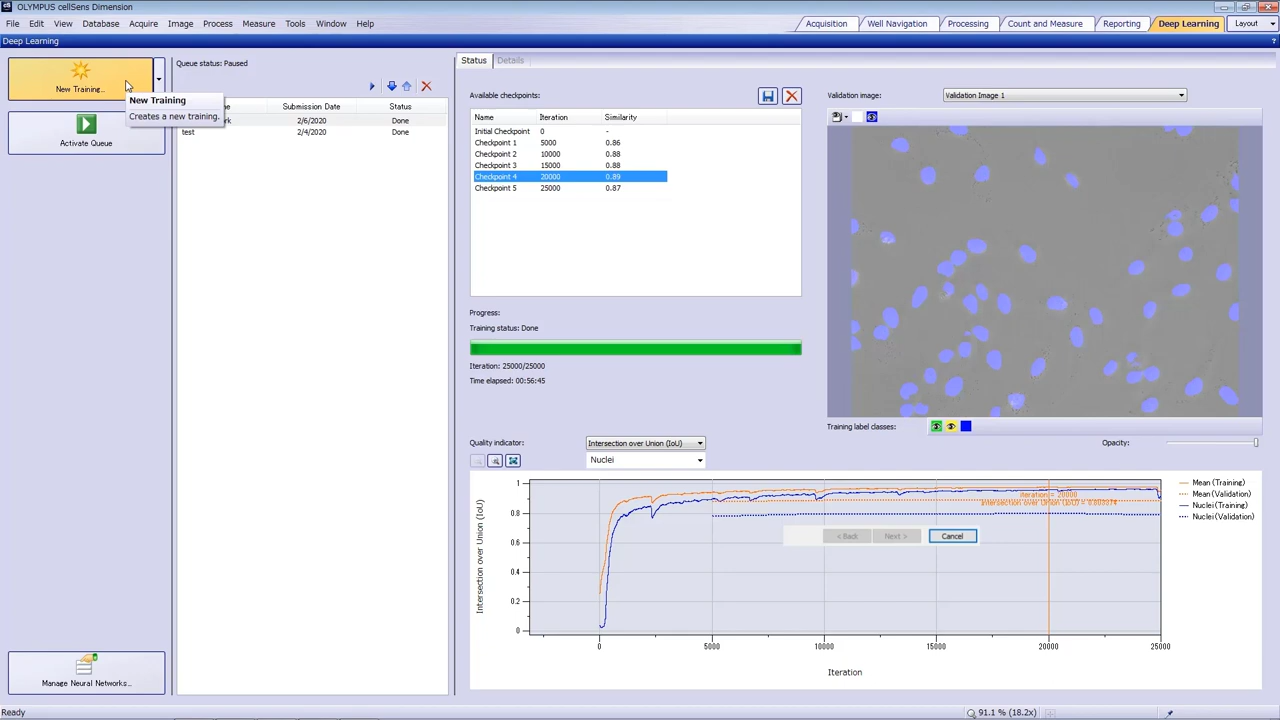 OLYMPUS cellSens Dimension
File Edit View Database Acquire Image Process Measure Tools Window Help
Acquisition Well Navigation Processing Count and Measure Reporting Deep Learning Layout
Deep Learning ?
New Training...
Activate Queue
New Training
Creates a new training.
Queue status: Paused
Submission Date Status
2/6/2020 Done
test 2/4/2020 Done
Manage Neural Networks...
Status Details
Available checkpoints:
Name Iteration Similarity
Initial Checkpoint 0 -
Checkpoint 1 5000 0.86
Checkpoint 2 10000 0.88
Checkpoint 3 15000 0.88
Checkpoint 4 20000 0.89
Checkpoint 5 25000 0.87
Progress:
Training status: Done
Iteration: 25000/25000
Time elapsed: 00:56:45
Validation image: Validation Image 1
Training label classes:
Opacity:
Quality indicator: Intersection over Union (IoU)
Nuclei
Intersection over Union (IoU)
1
0.8
0.6
0.4
0.2
0
0 5000 10000 15000 20000 25000
Iteration
iteration = 20000
Mean (Training)
Mean (Validation)
Nuclei (Training)
Nuclei (Validation)
< Back Next > Cancel
Ready
91.1 % (18.2x)